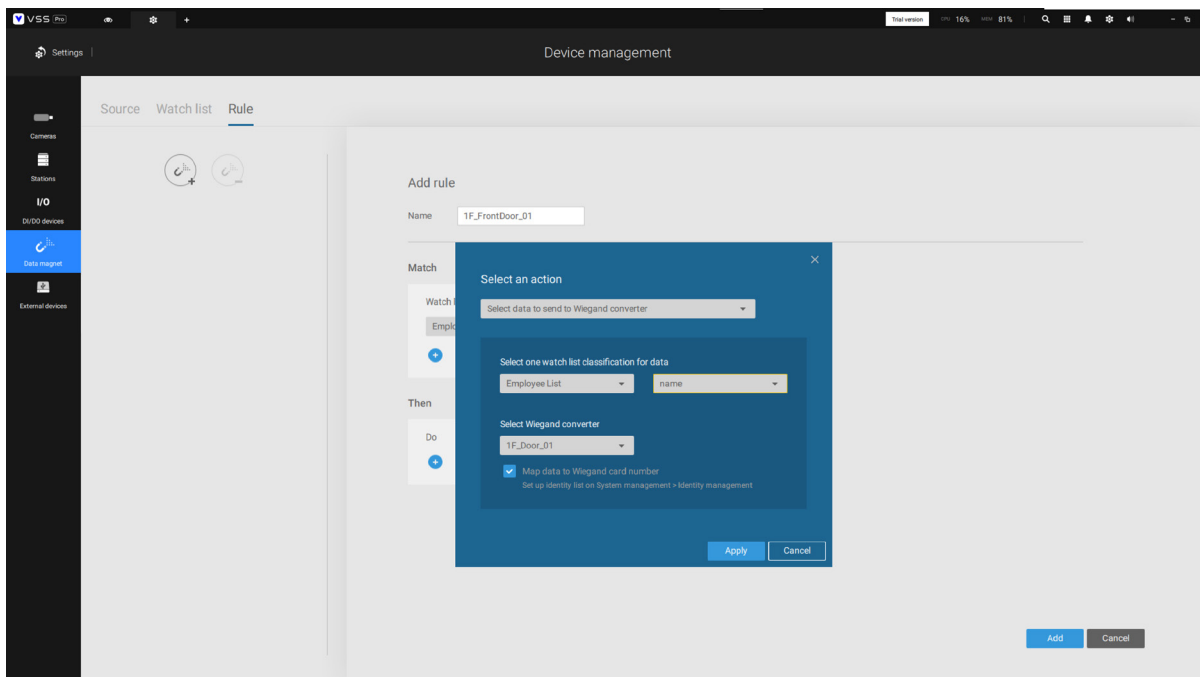 VSS Pro
Trial version CPU 16% MEM 81%
Settings
Device management
Cameras
Stations
I/O
DI/DO devices
Data magnet
External devices
Source Watch list Rule
Add rule
Name 1F_FrontDoor_01
Match
Watch l
Emplo
Then
Do
Select an action
Select data to send to Wiegand converter
Select one watch list classification for data
Employee List name
Select Wiegand converter
1F_Door_01
Map data to Wiegand card number
Set up identity list on System management > Identity management
Apply Cancel
Add Cancel